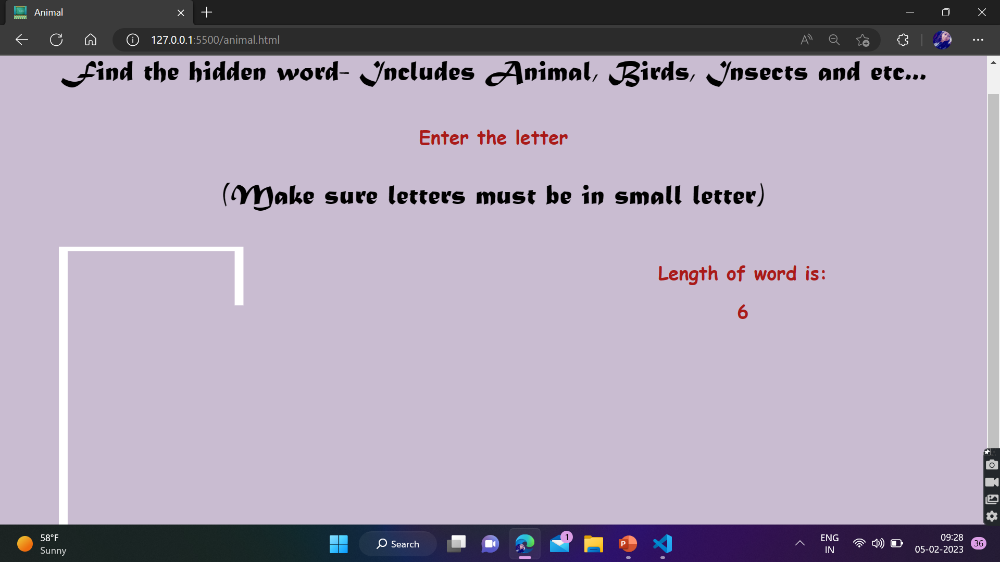 Animal
127.0.0.1:5500/animal.html
Find the hidden word- Includes Animal, Birds, Insects and etc...
Enter the letter
(Make sure letters must be in small letter)
Length of word is:
6
58°F
Sunny
Search
1
ENG
IN
09:28
05-02-2023
36